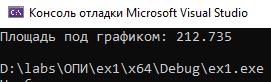 Консоль отладки Microsoft Visual Studio
Площадь под графиком: 212.735
D:\labs\ОПИ\ex1\x64\Debug\ex1.exe